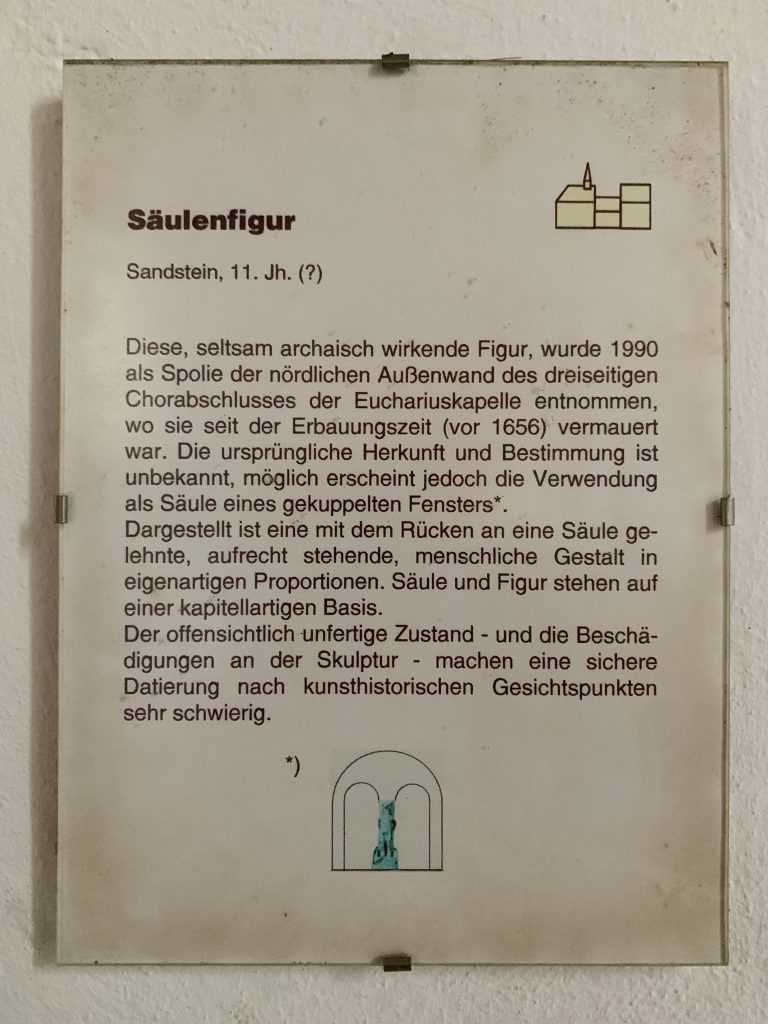 Säulenfigur
Sandstein, 11. Jh. (?)
Diese, seltsam archaisch wirkende Figur, wurde 1990
als Spolie der nördlichen Außenwand des dreiseitigen
Chorabschlusses der Euchariuskapelle entnommen,
wo sie seit der Erbauungszeit (vor 1656) vermauert
war. Die ursprüngliche Herkunft und Bestimmung ist
unbekannt, möglich erscheint jedoch die Verwendung
als Säule eines gekuppelten Fensters*.
Dargestellt ist eine mit dem Rücken an eine Säule ge-
lehnte, aufrecht stehende, menschliche Gestalt in
eigenartigen Proportionen. Säule und Figur stehen auf
einer kapitellartigen Basis.
Der offensichtlich unfertige Zustand - und die Beschä-
digungen an der Skulptur - machen eine sichere
Datierung nach kunsthistorischen Gesichtspunkten
sehr schwierig.
*)